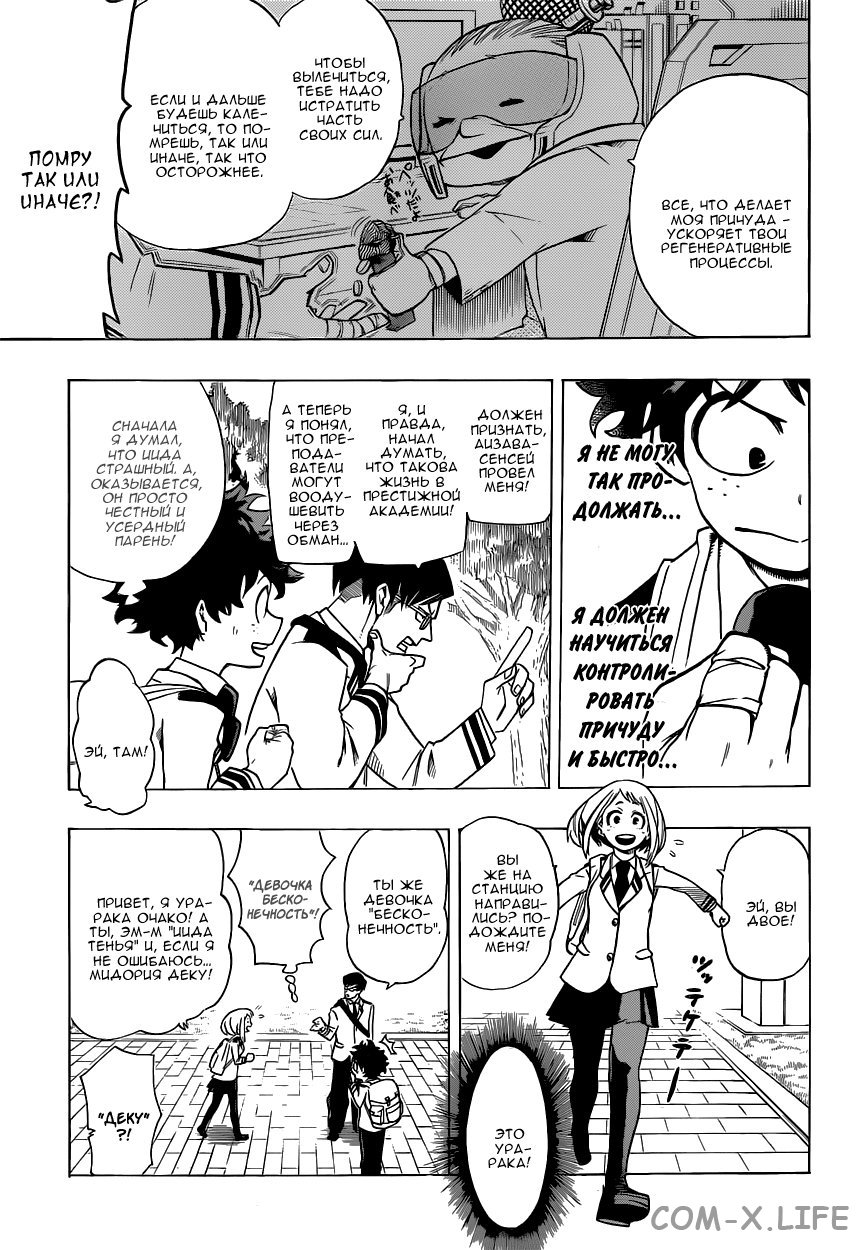 ВСЕ, ЧТО ДЕЛАЕТ
МОЯ ПРИЧУДА -
УСКОРЯЕТ ТВОИ
РЕГЕНЕРАТИВНЫЕ
ПРОЦЕССЫ.
ЧТОБЫ
ВЫЛЕЧИТЬСЯ,
ТЕБЕ НАДО
ИСТРАТИТЬ
ЧАСТЬ
СВОИХ СИЛ.
ЕСЛИ И ДАЛЬШЕ
БУДЕШЬ КАЛЕ-
ЧИТЬСЯ, ТО ПО-
МРЕШЬ, ТАК ИЛИ
ИНАЧЕ, ТАК ЧТО
ОСТОРОЖНЕЕ.
ПОМРУ
ТАК ИЛИ
ИНАЧЕ?!
Я НЕ МОГУ
ТАК ПРО-
ДОЛЖАТЬ...
Я ДОЛЖЕН
НАУЧИТЬСЯ
КОНТРОЛИ-
РОВАТЬ
ПРИЧУДУ
И БЫСТРО...
ДОЛЖЕН
ПРИЗНАТЬ,
АИЗАВА-
СЕНСЕЙ
ПРОВЕЛ
МЕНЯ!
Я, И
ПРАВДА,
НАЧАЛ
ДУМАТЬ,
ЧТО ТАКОВА
ЖИЗНЬ В
ПРЕСТИЖНОЙ
АКАДЕМИИ!
А ТЕПЕРЬ
Я ПОНЯЛ,
ЧТО ПРЕ-
ПОДА-
ВАТЕЛИ
МОГУТ
ВООДУ-
ШЕВИТЬ
ЧЕРЕЗ
ОБМАН...
СНАЧАЛА
Я ДУМАЛ,
ЧТО ИИДА
СТРАШНЫЙ. А,
ОКАЗЫВАЕТСЯ,
ОН ПРОСТО
ЧЕСТНЫЙ И
УСЕРДНЫЙ
ПАРЕНЬ!
ЭЙ, ТАМ!
ЭЙ, ВЫ
ДВОЕ!
ВЫ
ЖЕ НА
СТАНЦИЮ
НАПРАВИ-
ЛИСЬ? ПО-
ДОЖДИТЕ
МЕНЯ!
ツテケテケ
ЭТО
УРА-
РАКА!
ТЫ ЖЕ
ДЕВОЧКА
"БЕСКО-
НЕЧНОСТЬ".
"ДЕВОЧКА
БЕСКО-
НЕЧНОСТЬ"!
ПРИВЕТ, Я УРА-
РАКА ОЧАКО! А
ТЫ, ЭМ-М "ИИДА
ТЕНЬЯ" И, ЕСЛИ Я
НЕ ОШИБАЮСЬ...
МИДОРИЯ ДЕКУ!
"ДЕКУ"
?!
COM-X.LIFE